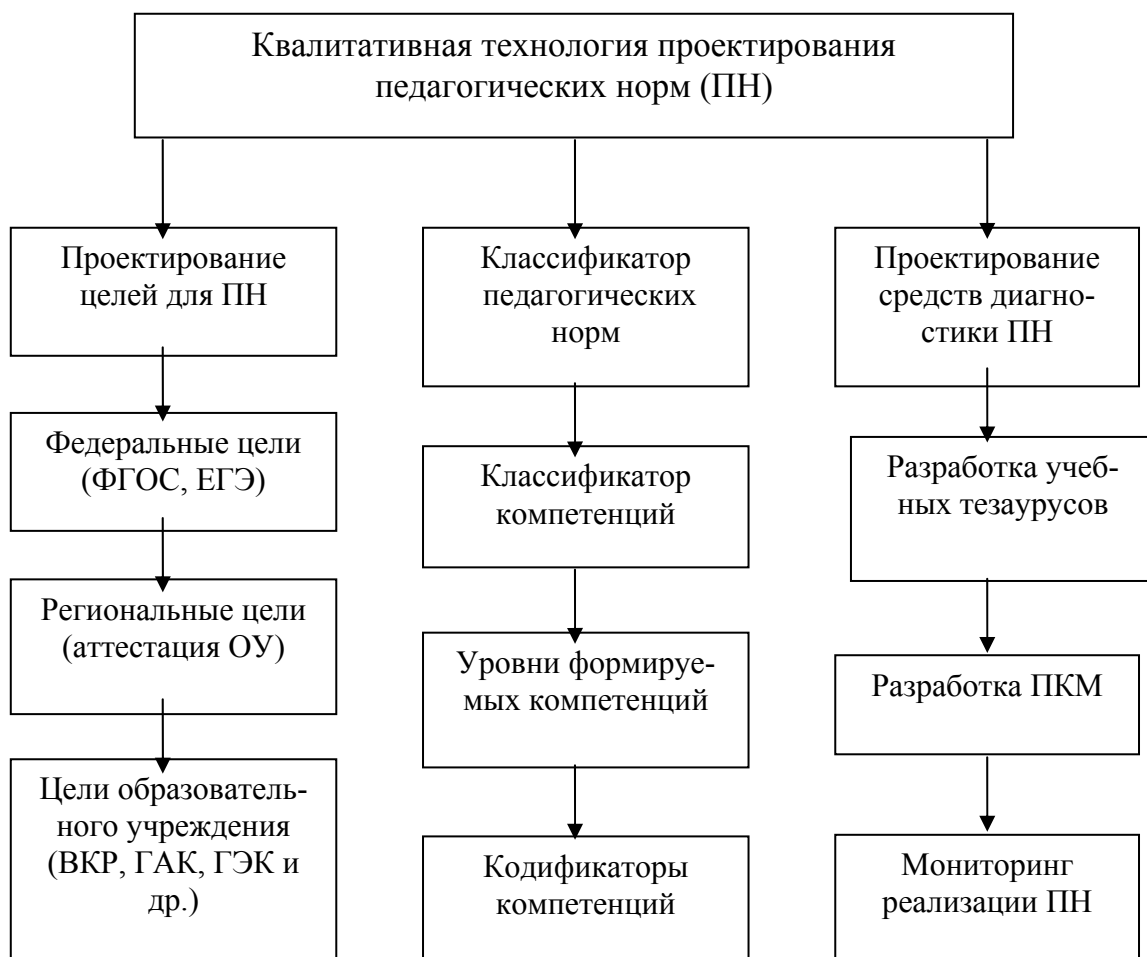 Квалитативная технология проектирования
педагогических норм (ПН)
Проектирование
целей для ПН
Федеральные цели
(ФГОС, ЕГЭ)
Региональные цели
(аттестация ОУ)
Цели образователь-
ного учреждения
(ВКР, ГАК, ГЭК и
др.)
Классификатор
педагогических
норм
Классификатор
компетенций
Уровни формируе-
мых компетенций
Кодификаторы
компетенций
Проектирование
средств диагно-
стики ПН
Разработка учеб-
ных тезаурусов
Разработка ПКМ
Мониторинг
реализации ПН